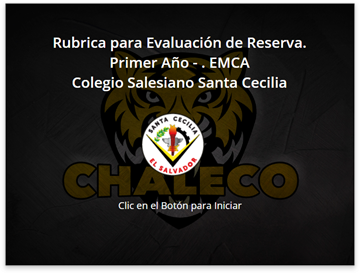 Rubrica para Evaluación de Reserva.
Primer Año - . EMCA
Colegio Salesiano Santa Cecilia
SANTA CECILIA
EL SALVADOR
CHALECO
Clic en el Botón para Iniciar